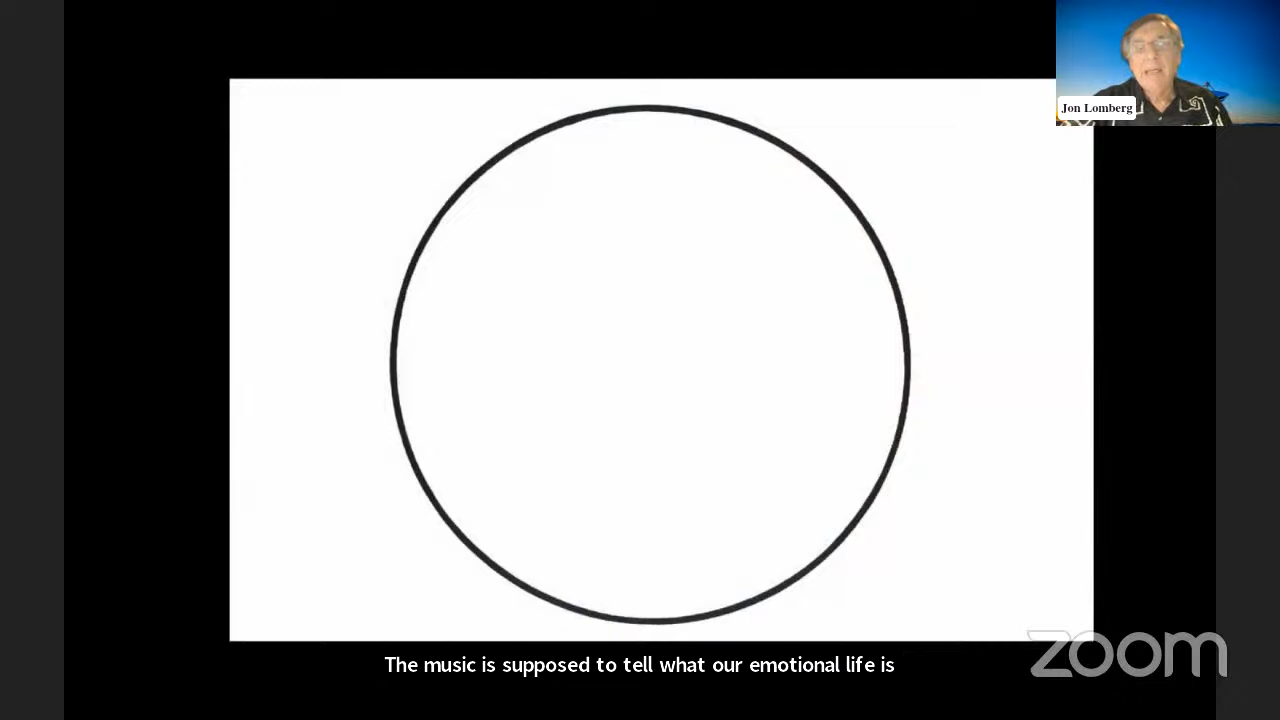 Jon Lomberg
The music is supposed to tell what our emotional life is
zoom